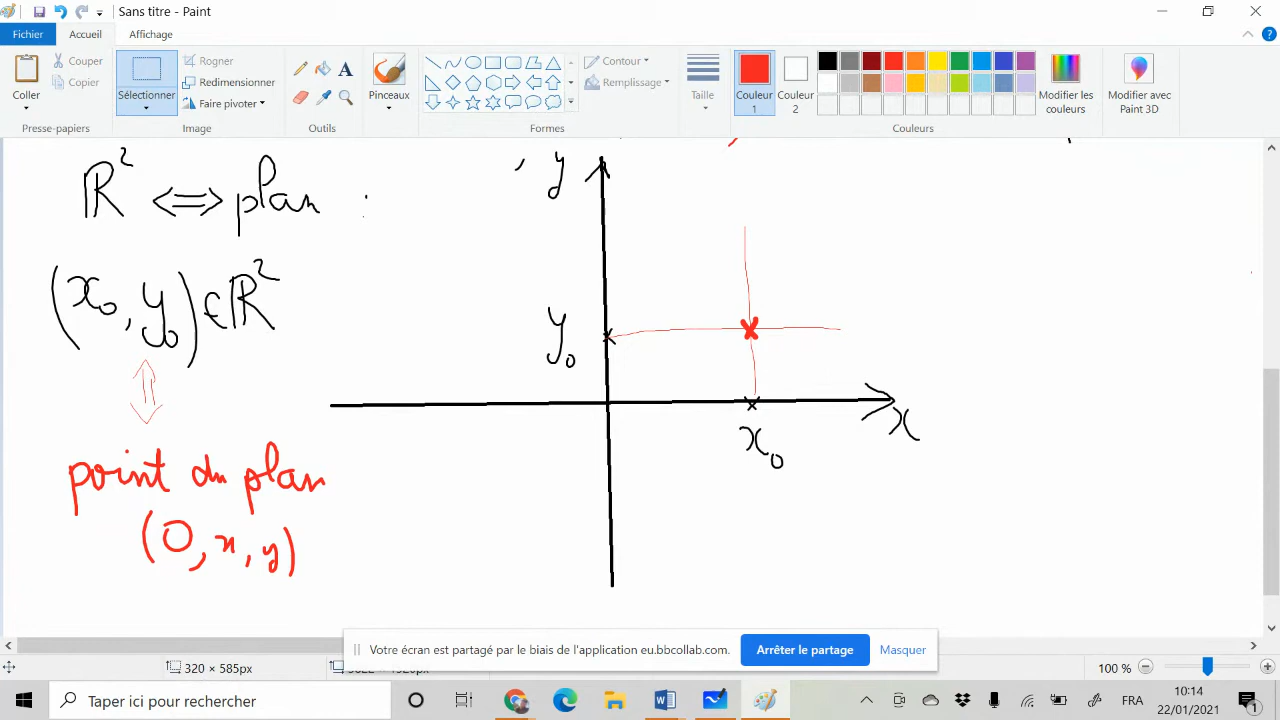 Sans titre - Paint
Fichier Accueil Affichage
Coller
Couper
Copier
Presse-papiers
Sélectionner
Rogner
Redimensionner
Faire pivoter
Image
Outils
Pinceaux
Contour
Remplissage
Formes
Taille
Couleur 1
Couleur 2
Modifier les couleurs
Modifier avec Paint 3D
Couleurs
ℝ² ⟺ plan :
(x₀, y₀) ∈ ℝ²
⇕
point du plan
(O, x, y)
y
y₀
x₀
x
Votre écran est partagé par le biais de l'application eu.bbcollab.com. Arrêter le partage Masquer
320 × 585px
100 %
Taper ici pour rechercher
FRA
10:14
22/01/2021
1